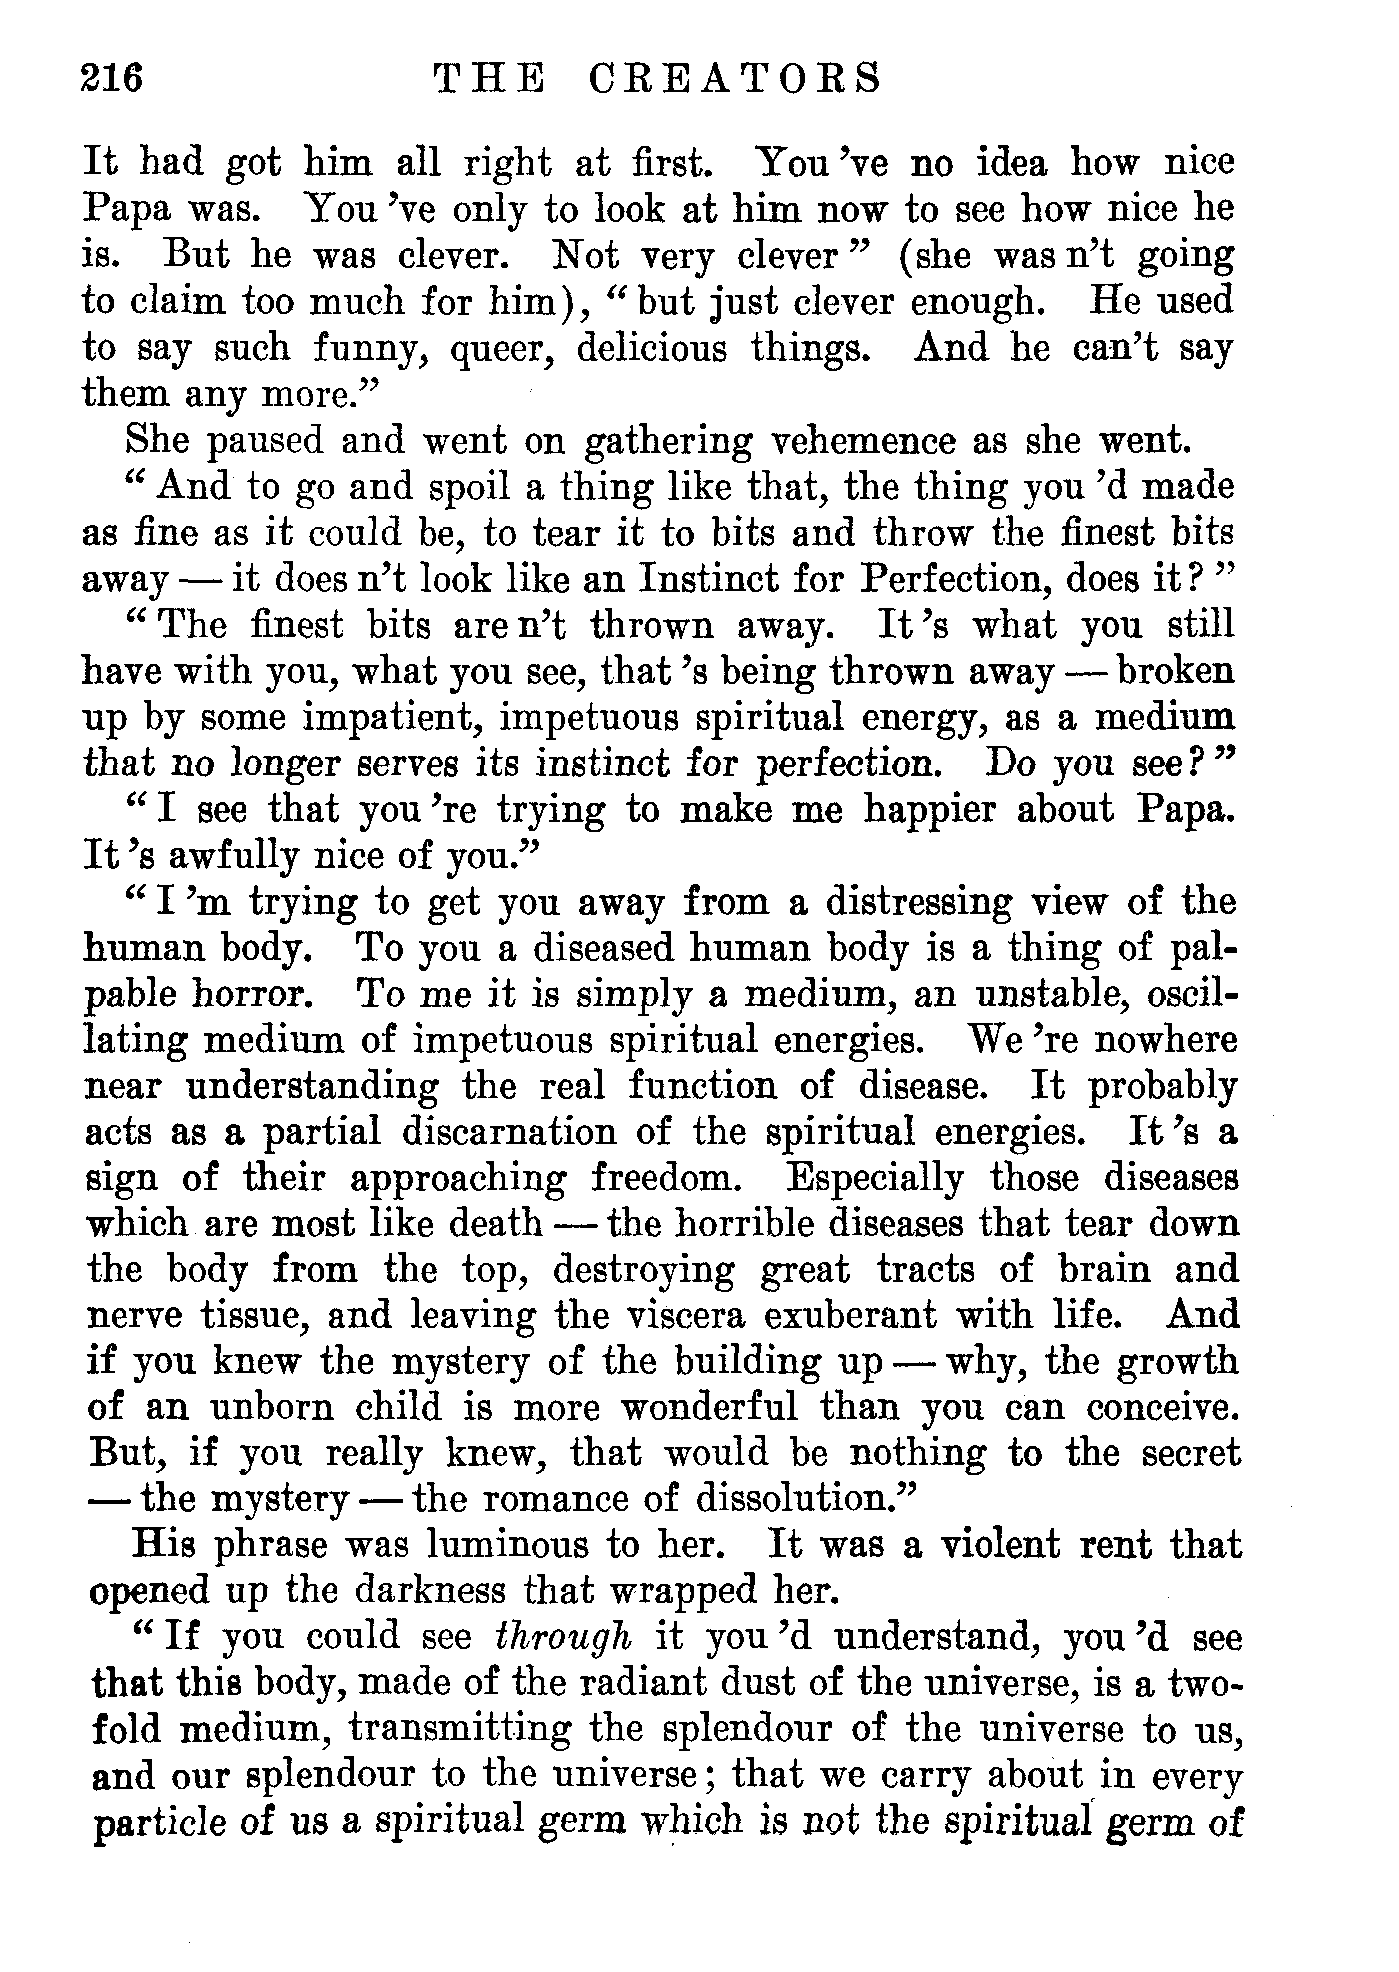 216 THE CREATORS
It had got him all right at first. You 've no idea how nice
Papa was. You 've only to look at him now to see how nice he
is. But he was clever. Not very clever" (she was n't going
to claim too much for him), "but just clever enough. He used
to say such funny, queer, delicious things. And he can't say
them any more."
She paused and went on gathering vehemence as she went.
"And to go and spoil a thing like that, the thing you 'd made
as fine as it could be, to tear it to bits and throw the finest bits
away — it does n't look like an Instinct for Perfection, does it?"
"The finest bits are n't thrown away. It 's what you still
have with you, what you see, that 's being thrown away — broken
up by some impatient, impetuous spiritual energy, as a medium
that no longer serves its instinct for perfection. Do you see?"
"I see that you 're trying to make me happier about Papa.
It 's awfully nice of you."
"I 'm trying to get you away from a distressing view of the
human body. To you a diseased human body is a thing of pal-
pable horror. To me it is simply a medium, an unstable, oscil-
lating medium of impetuous spiritual energies. We 're nowhere
near understanding the real function of disease. It probably
acts as a partial discarnation of the spiritual energies. It 's a
sign of their approaching freedom. Especially those diseases
which are most like death — the horrible diseases that tear down
the body from the top, destroying great tracts of brain and
nerve tissue, and leaving the viscera exuberant with life. And
if you knew the mystery of the building up — why, the growth
of an unborn child is more wonderful than you can conceive.
But, if you really knew, that would be nothing to the secret
— the mystery — the romance of dissolution."
His phrase was luminous to her. It was a violent rent that
opened up the darkness that wrapped her.
"If you could see through it you 'd understand, you 'd see
that this body, made of the radiant dust of the universe, is a two-
fold medium, transmitting the splendour of the universe to us,
and our splendour to the universe; that we carry about in every
particle of us a spiritual germ which is not the spiritual germ of